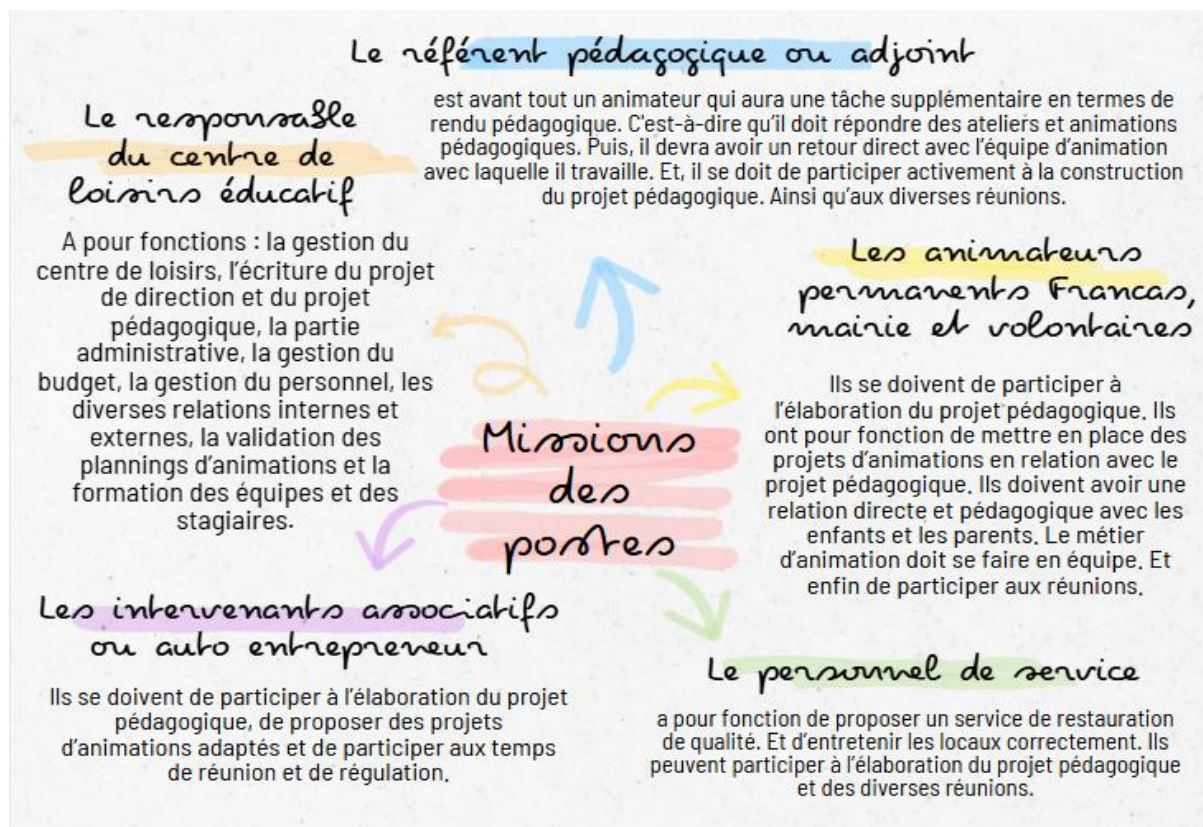 Le référent pédagogique ou adjoint
est avant tout un animateur qui aura une tâche supplémentaire en termes de
rendu pédagogique. C'est-à-dire qu'il doit répondre des ateliers et animations
pédagogiques. Puis, il devra avoir un retour direct avec l'équipe d'animation
avec laquelle il travaille. Et, il se doit de participer activement à la construction
du projet pédagogique. Ainsi qu'aux diverses réunions.
Le responsable
du centre de
loisirs éducatif
A pour fonctions : la gestion du
centre de loisirs, l'écriture du projet
de direction et du projet
pédagogique, la partie
administrative, la gestion du
budget, la gestion du personnel, les
diverses relations internes et
externes, la validation des
plannings d'animations et la
formation des équipes et des
stagiaires.
Les animateurs
permanents Francas,
mairie et volontaires
Ils se doivent de participer à
l'élaboration du projet pédagogique. Ils
ont pour fonction de mettre en place des
projets d'animations en relation avec le
projet pédagogique. Ils doivent avoir une
relation directe et pédagogique avec les
enfants et les parents. Le métier
d'animation doit se faire en équipe. Et
enfin de participer aux réunions.
Missions
des
postes
Les intervenants associatifs
ou auto entrepreneur
Ils se doivent de participer à l'élaboration du projet
pédagogique, de proposer des projets
d'animations adaptés et de participer aux temps
de réunion et de régulation.
Le personnel de service
a pour fonction de proposer un service de restauration
de qualité. Et d'entretenir les locaux correctement. Ils
peuvent participer à l'élaboration du projet pédagogique
et des diverses réunions.